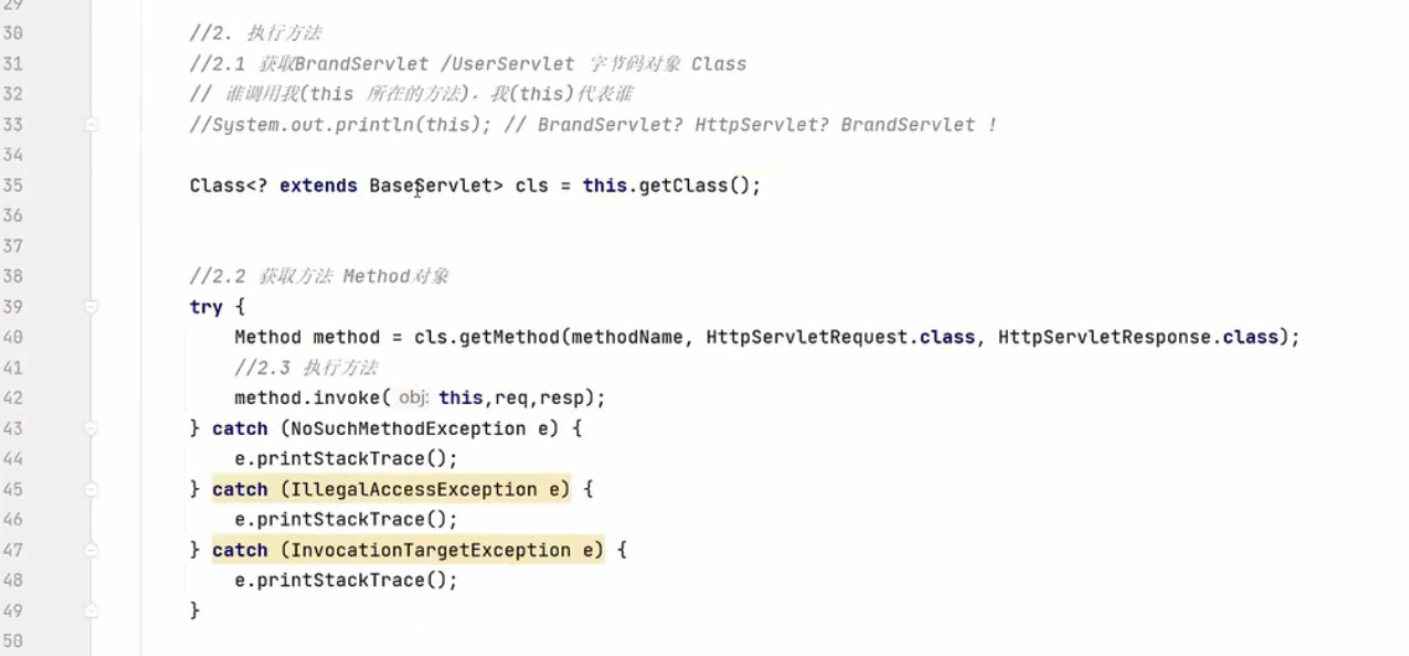 29
30 //2. 执行方法
31 //2.1 获取BrandServlet /UserServlet 字节码对象 Class
32 // 谁调用我(this 所在的方法). 我(this)代表谁
33 //System.out.println(this); // BrandServlet? HttpServlet? BrandServlet !
34
35 Class<? extends BaseServlet> cls = this.getClass();
36
37
38 //2.2 获取方法 Method对象
39 try {
40 Method method = cls.getMethod(methodName, HttpServletRequest.class, HttpServletResponse.class);
41 //2.3 执行方法
42 method.invoke( obj: this,req,resp);
43 } catch (NoSuchMethodException e) {
44 e.printStackTrace();
45 } catch (IllegalAccessException e) {
46 e.printStackTrace();
47 } catch (InvocationTargetException e) {
48 e.printStackTrace();
49 }
50